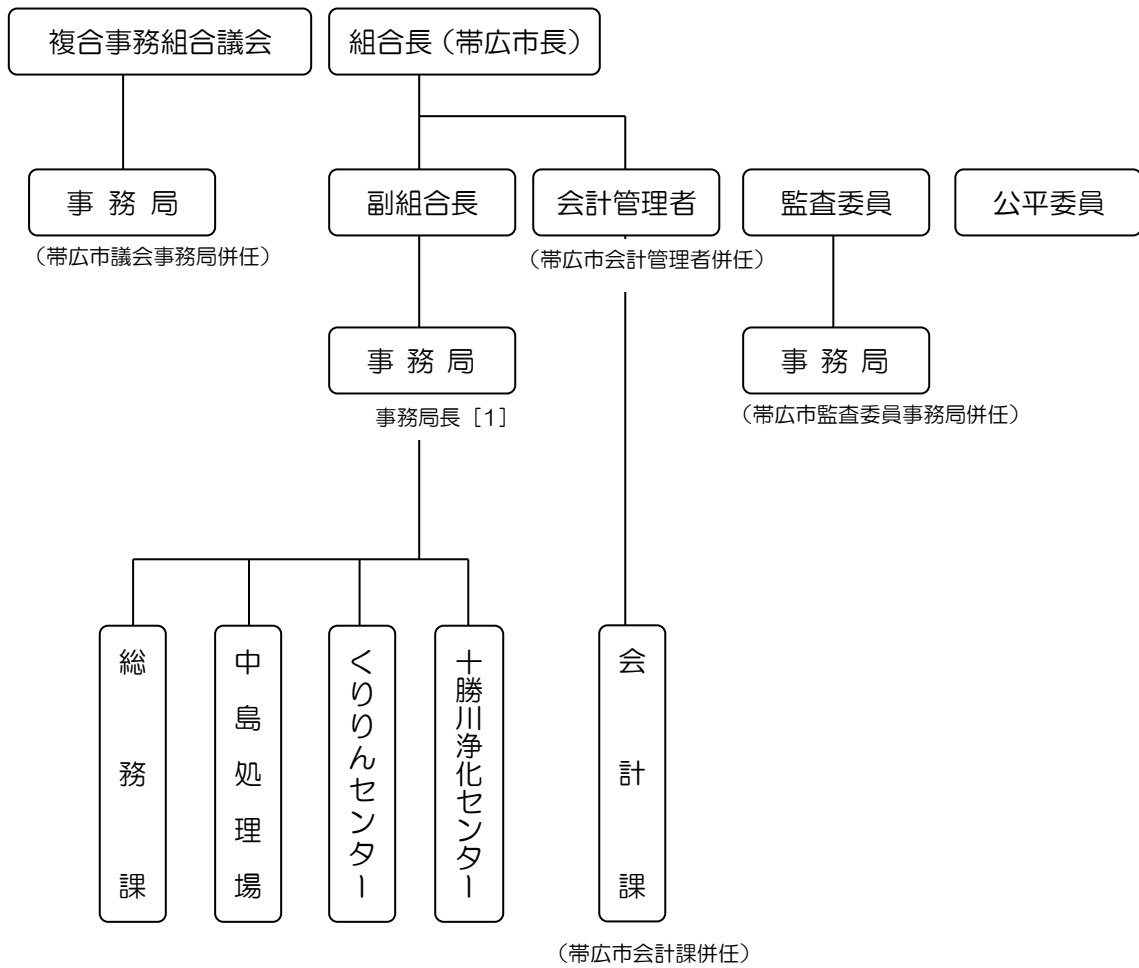 複合事務組合議会
組合長（帯広市長）
事 務 局
副組合長
会計管理者
監査委員
公平委員
（帯広市議会事務局併任）
（帯広市会計管理者併任）
事 務 局
事 務 局
事務局長［1］
（帯広市監査委員事務局併任）
総務課
中島処理場
くりりんセンター
十勝川浄化センター
会計課
（帯広市会計課併任）